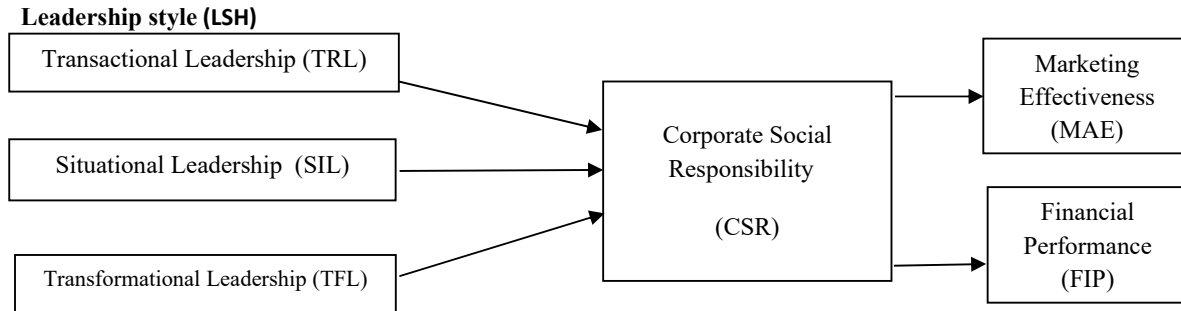 Leadership style (LSH)
Transactional Leadership (TRL)
Situational Leadership (SIL)
Transformational Leadership (TFL)
Corporate Social
Responsibility
(CSR)
Marketing
Effectiveness
(MAE)
Financial
Performance
(FIP)